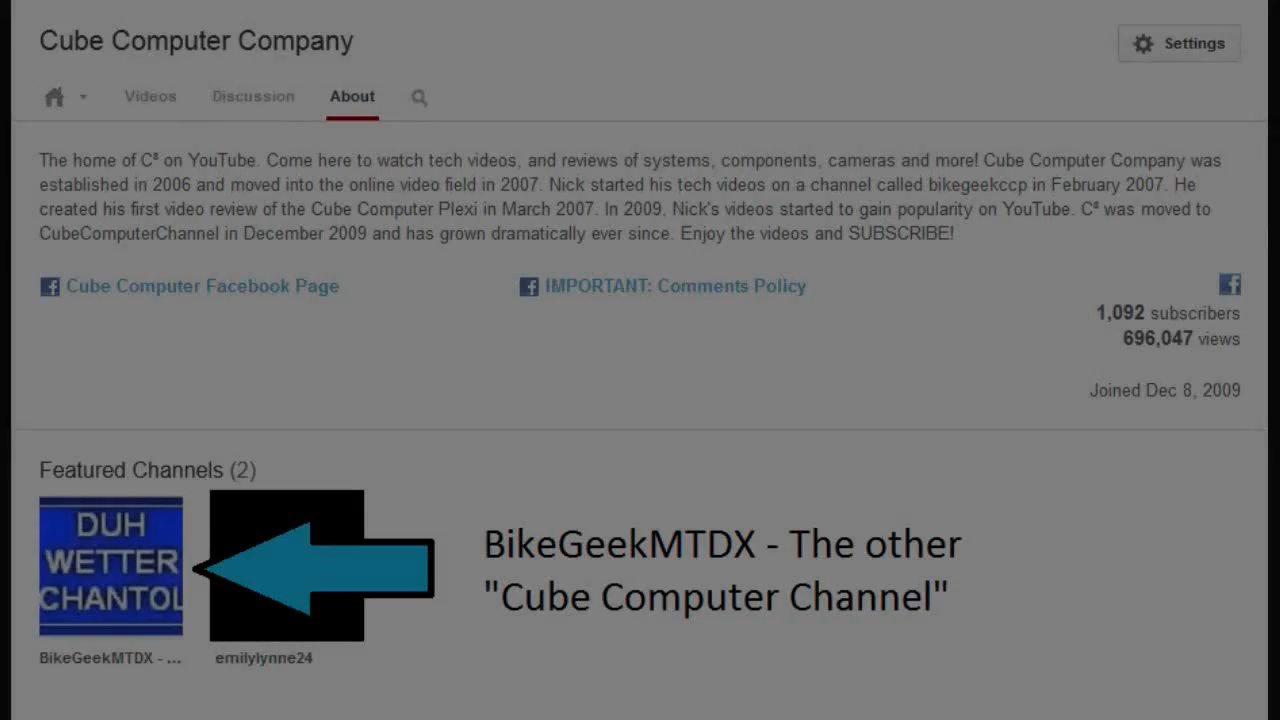 Cube Computer Company
Settings
Videos Discussion About
The home of C³ on YouTube. Come here to watch tech videos, and reviews of systems, components, cameras and more! Cube Computer Company was
established in 2006 and moved into the online video field in 2007. Nick started his tech videos on a channel called bikegeekccp in February 2007. He
created his first video review of the Cube Computer Plexi in March 2007. In 2009, Nick's videos started to gain popularity on YouTube. C³ was moved to
CubeComputerChannel in December 2009 and has grown dramatically ever since. Enjoy the videos and SUBSCRIBE!
Cube Computer Facebook Page
IMPORTANT: Comments Policy
1,092 subscribers
696,047 views
Joined Dec 8, 2009
Featured Channels (2)
DUH
WETTER
CHANTOL
BikeGeekMTDX - ...
emilylynne24
BikeGeekMTDX - The other
"Cube Computer Channel"